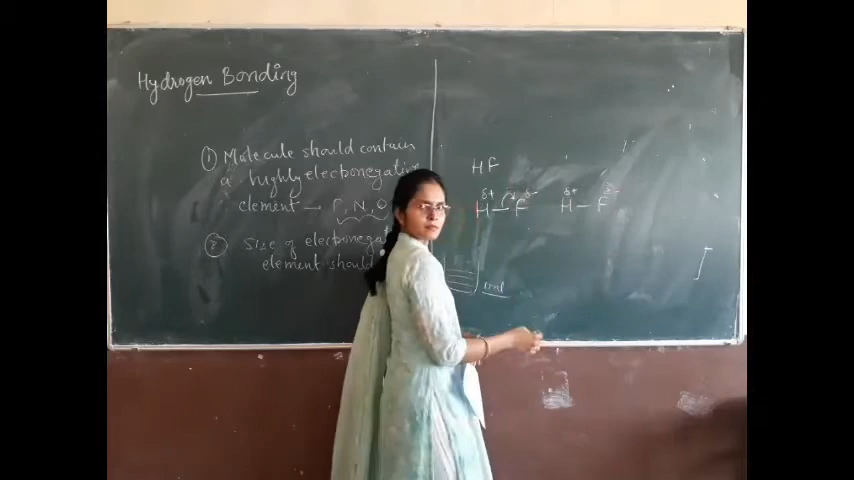 Hydrogen Bonding
① Molecule should contain
a highly electronegative
element — F, N, O
② Size of electronegat
element should
HF
δ+ δ- δ+ δ-
H — F H — F